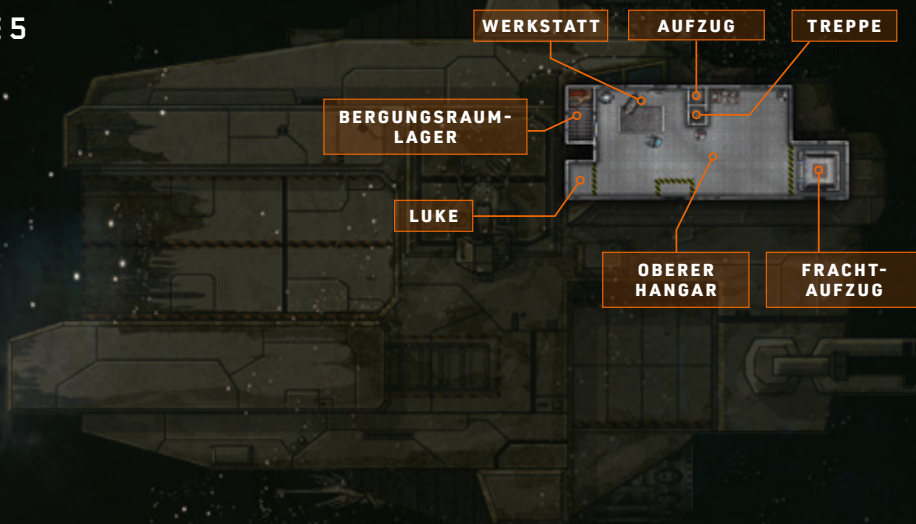 5
WERKSTATT
AUFZUG
TREPPE
BERGUNGSRAUM-
LAGER
LUKE
OBERER
HANGAR
FRACHT-
AUFZUG